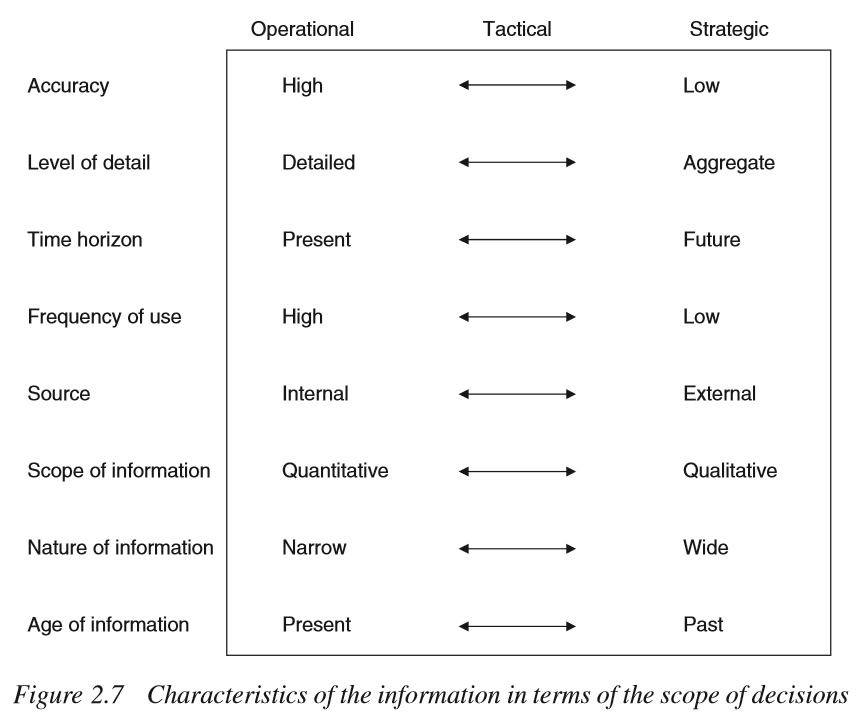 Operational Tactical Strategic
Accuracy High Low
Level of detail Detailed Aggregate
Time horizon Present Future
Frequency of use High Low
Source Internal External
Scope of information Quantitative Qualitative
Nature of information Narrow Wide
Age of information Present Past
Figure 2.7 Characteristics of the information in terms of the scope of decisions